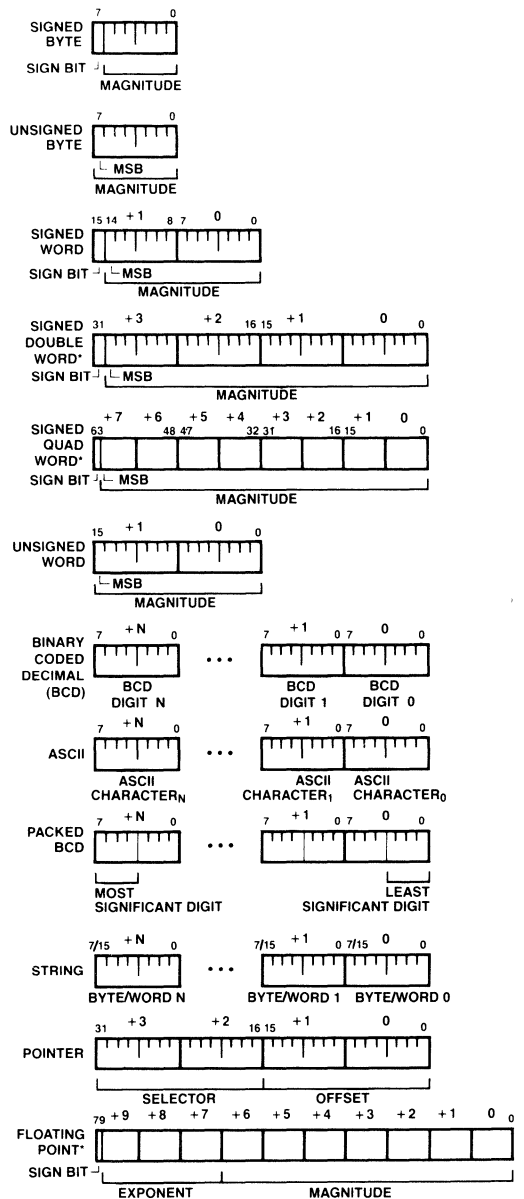 7 0
SIGNED
BYTE
SIGN BIT
MAGNITUDE
7 0
UNSIGNED
BYTE
MSB
MAGNITUDE
15 14 +1 8 7 0 0
SIGNED
WORD
SIGN BIT MSB
MAGNITUDE
31 +3 +2 16 15 +1 0 0
SIGNED
DOUBLE
WORD*
SIGN BIT MSB
MAGNITUDE
+7 +6 +5 +4 +3 +2 +1 0
63 48 47 32 31 16 15 0
SIGNED
QUAD
WORD*
SIGN BIT MSB
MAGNITUDE
15 +1 0 0
UNSIGNED
WORD
MSB
MAGNITUDE
7 +N 0 7 +1 0 7 0 0
BINARY
CODED
DECIMAL
(BCD)
...
BCD
DIGIT N
BCD
DIGIT 1
BCD
DIGIT 0
7 +N 0 7 +1 0 7 0 0
ASCII ...
ASCII
CHARACTERN
ASCII
CHARACTER1
ASCII
CHARACTER0
7 +N 0 7 +1 0 7 0 0
PACKED
BCD
...
MOST
SIGNIFICANT DIGIT
LEAST
SIGNIFICANT DIGIT
7/15 +N 0 7/15 +1 0 7/15 0 0
STRING ...
BYTE/WORD N BYTE/WORD 1 BYTE/WORD 0
31 +3 +2 16 15 +1 0 0
POINTER
SELECTOR OFFSET
79 +9 +8 +7 +6 +5 +4 +3 +2 +1 0 0
FLOATING
POINT*
SIGN BIT
EXPONENT MAGNITUDE